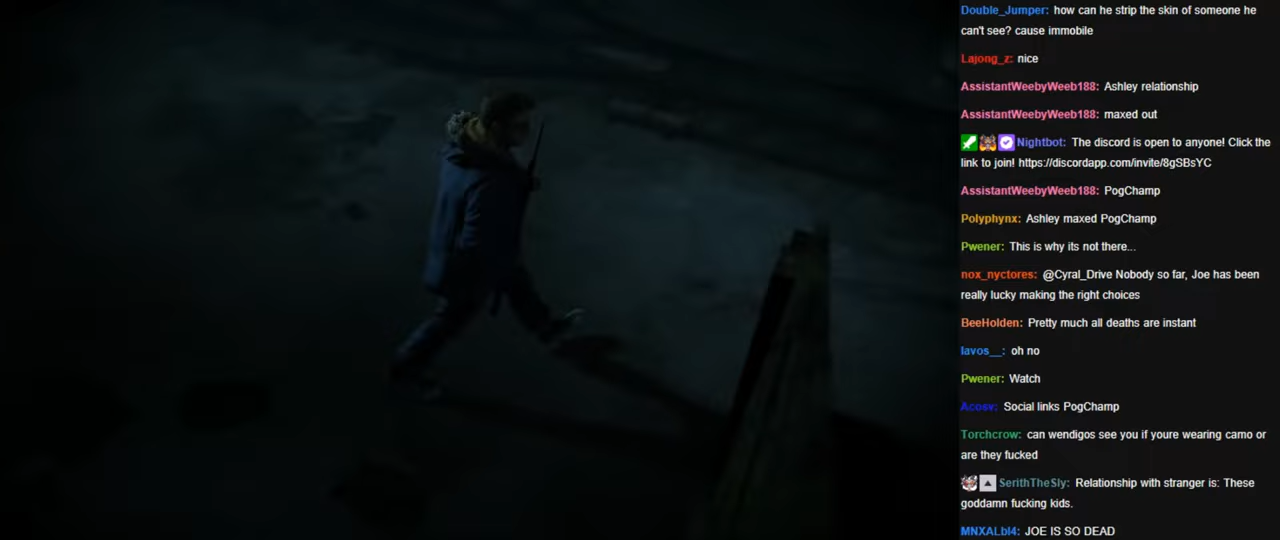 Double_Jumper: how can he strip the skin of someone he
can't see? cause immobile
Lajong_z: nice
AssistantWeebyWeeb188: Ashley relationship
AssistantWeebyWeeb188: maxed out
Nightbot: The discord is open to anyone! Click the
link to join! https://discordapp.com/invite/8gSBsYC
AssistantWeebyWeeb188: PogChamp
Polyphynx: Ashley maxed PogChamp
Pwener: This is why its not there...
nox_nyctores: @Cyral_Drive Nobody so far, Joe has been
really lucky making the right choices
BeeHolden: Pretty much all deaths are instant
lavos__: oh no
Pwener: Watch
Acosv: Social links PogChamp
Torchcrow: can wendigos see you if youre wearing camo or
are they fucked
SerithTheSly: Relationship with stranger is: These
goddamn fucking kids.
MNXALbl4: JOE IS SO DEAD